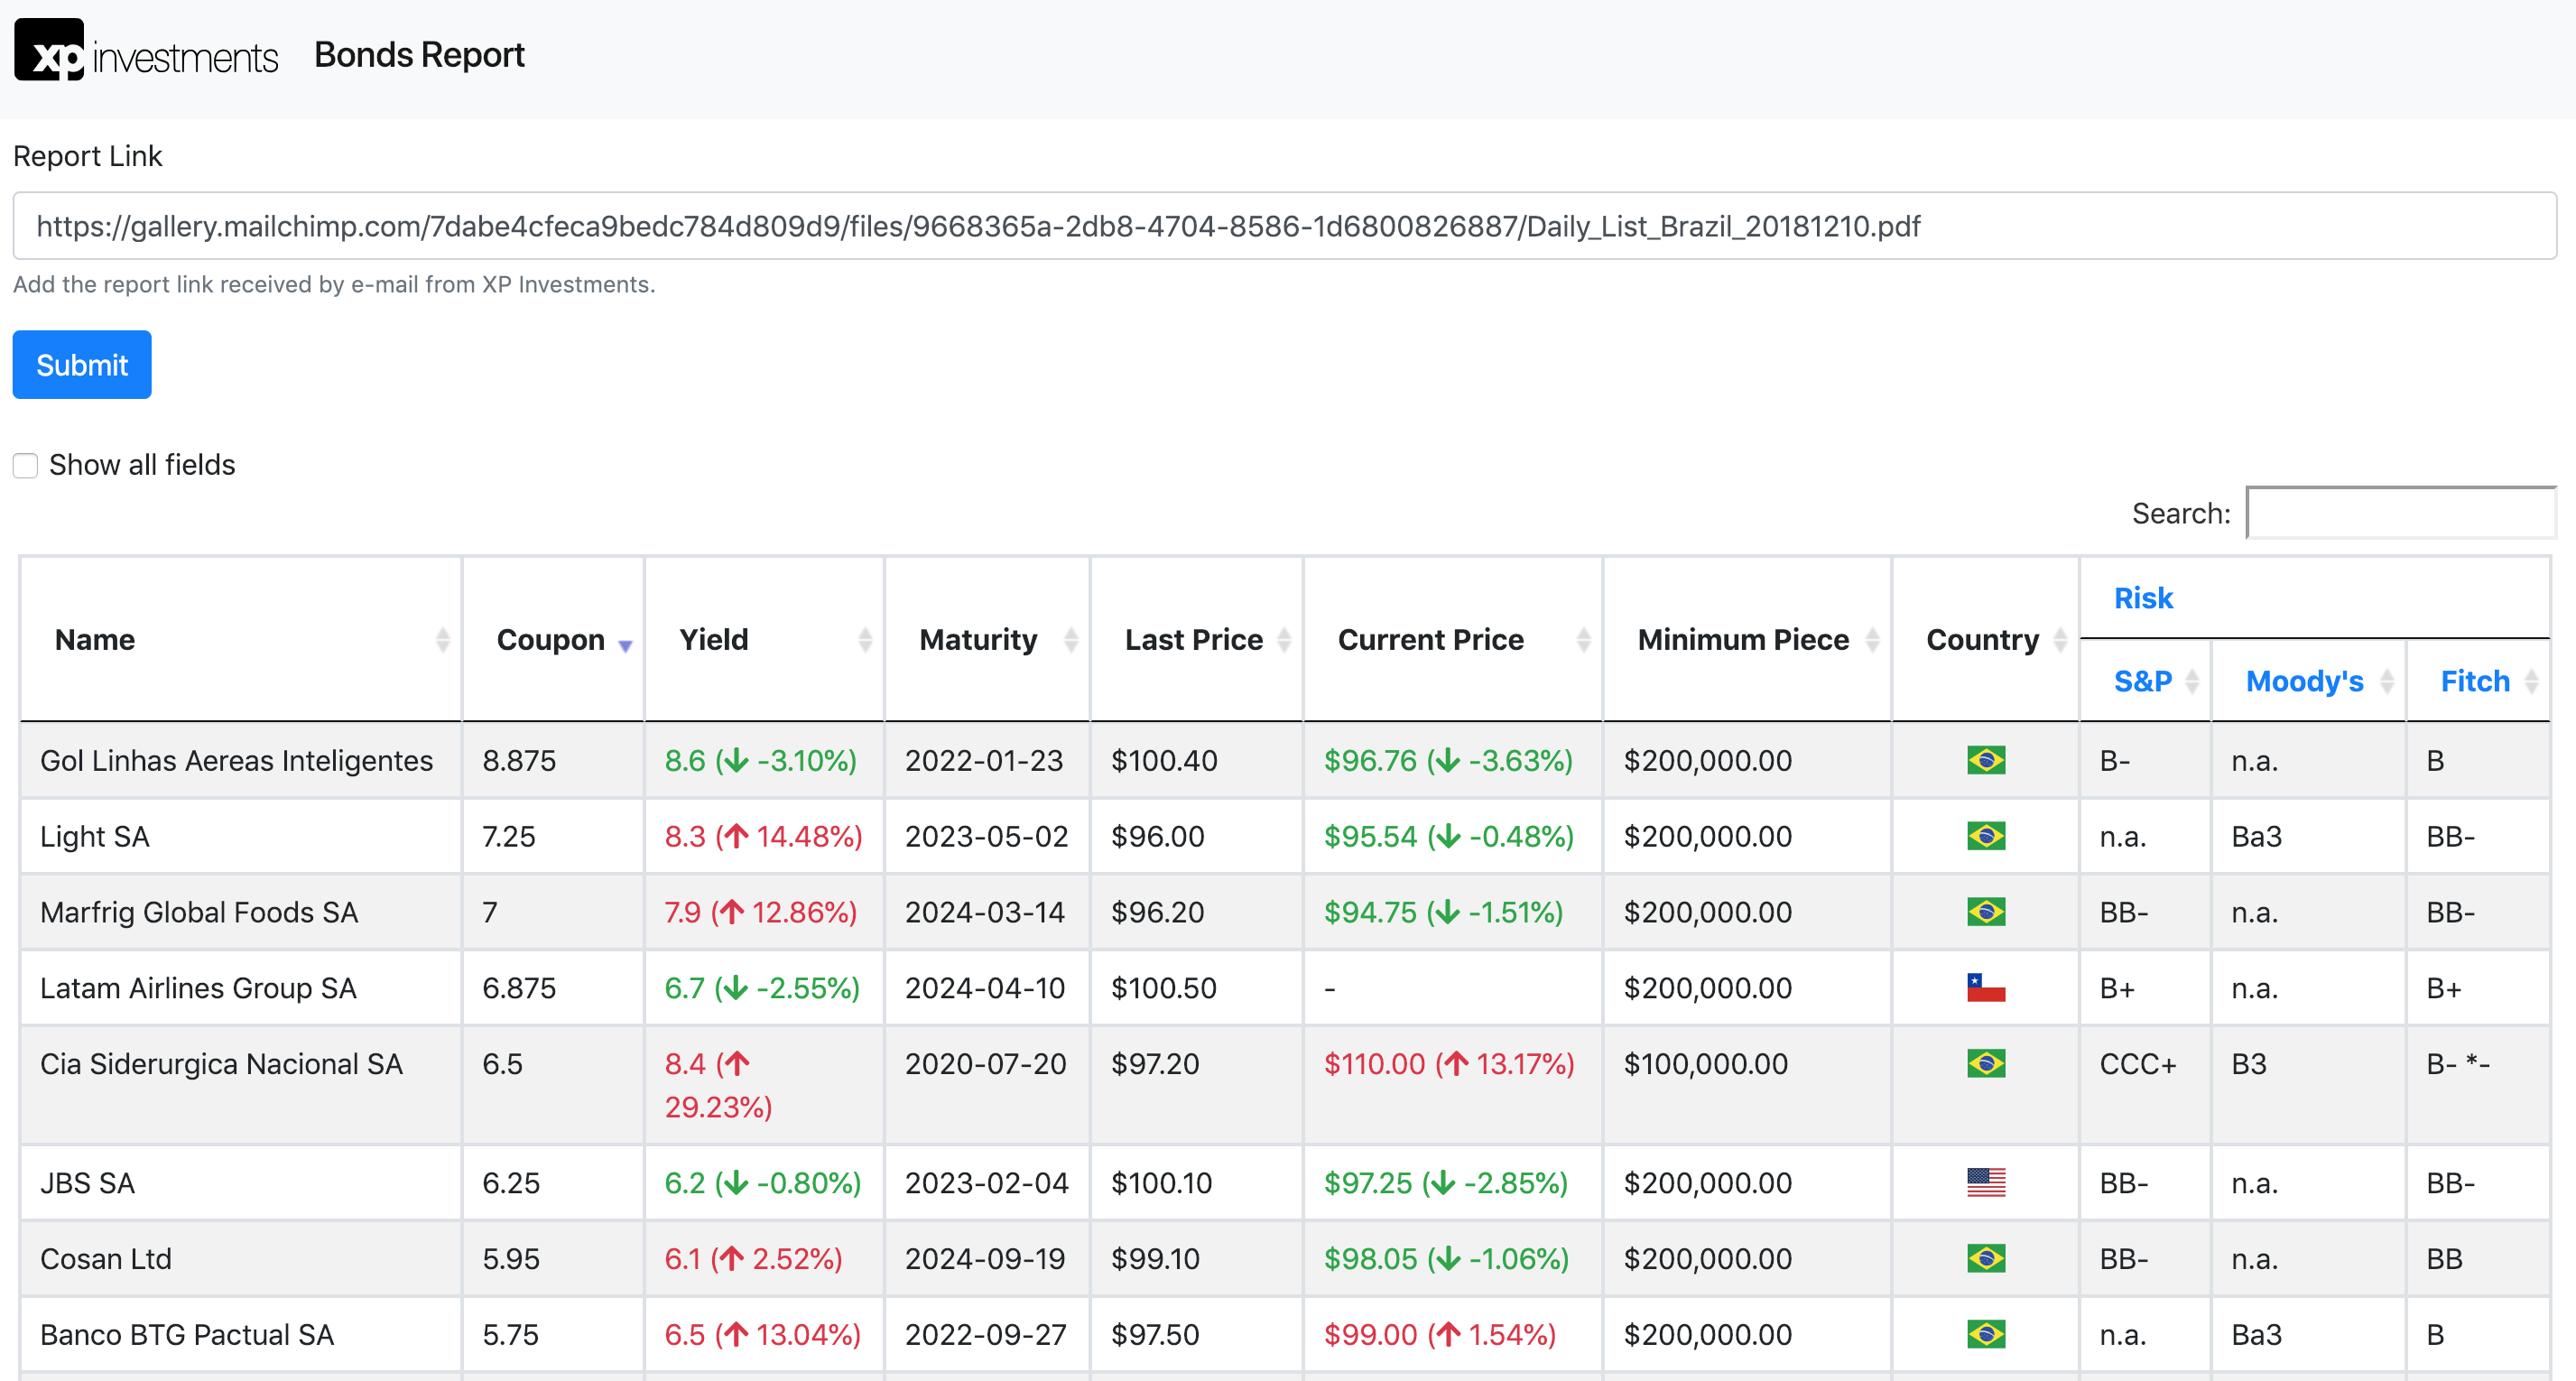 xp investments Bonds Report
Report Link
https://gallery.mailchimp.com/7dabe4cfeca9bedc784d809d9/files/9668365a-2db8-4704-8586-1d6800826887/Daily_List_Brazil_20181210.pdf
Add the report link received by e-mail from XP Investments.
Submit
Show all fields
Search:
Risk
Name Coupon Yield Maturity Last Price Current Price Minimum Piece Country
S&P Moody's Fitch
Gol Linhas Aereas Inteligentes 8.875 8.6 (↓ -3.10%) 2022-01-23 $100.40 $96.76 (↓ -3.63%) $200,000.00 B- n.a. B
Light SA 7.25 8.3 (↑ 14.48%) 2023-05-02 $96.00 $95.54 (↓ -0.48%) $200,000.00 n.a. Ba3 BB-
Marfrig Global Foods SA 7 7.9 (↑ 12.86%) 2024-03-14 $96.20 $94.75 (↓ -1.51%) $200,000.00 BB- n.a. BB-
Latam Airlines Group SA 6.875 6.7 (↓ -2.55%) 2024-04-10 $100.50 - $200,000.00 B+ n.a. B+
Cia Siderurgica Nacional SA 6.5 8.4 (↑ 2020-07-20 $97.20 $110.00 (↑ 13.17%) $100,000.00 CCC+ B3 B- *-
29.23%)
JBS SA 6.25 6.2 (↓ -0.80%) 2023-02-04 $100.10 $97.25 (↓ -2.85%) $200,000.00 BB- n.a. BB-
Cosan Ltd 5.95 6.1 (↑ 2.52%) 2024-09-19 $99.10 $98.05 (↓ -1.06%) $200,000.00 BB- n.a. BB
Banco BTG Pactual SA 5.75 6.5 (↑ 13.04%) 2022-09-27 $97.50 $99.00 (↑ 1.54%) $200,000.00 n.a. Ba3 B